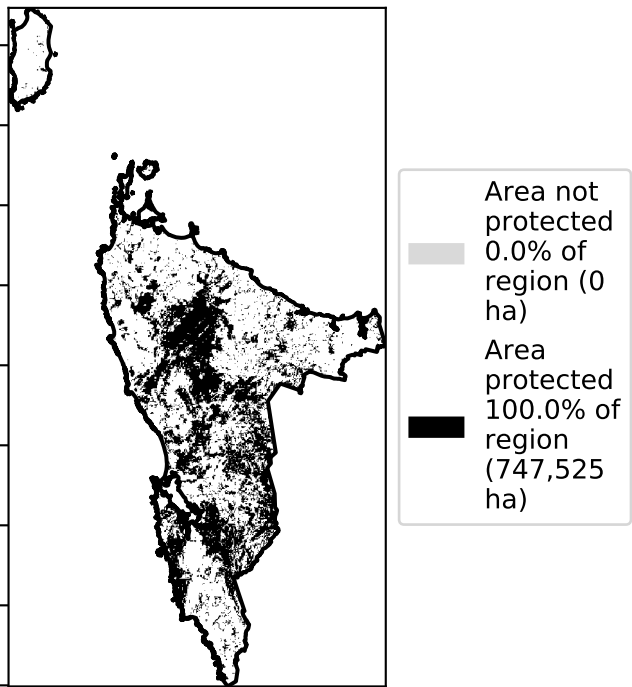 Area not
protected
0.0% of
region (0
ha)
Area
protected
100.0% of
region
(747,525
ha)